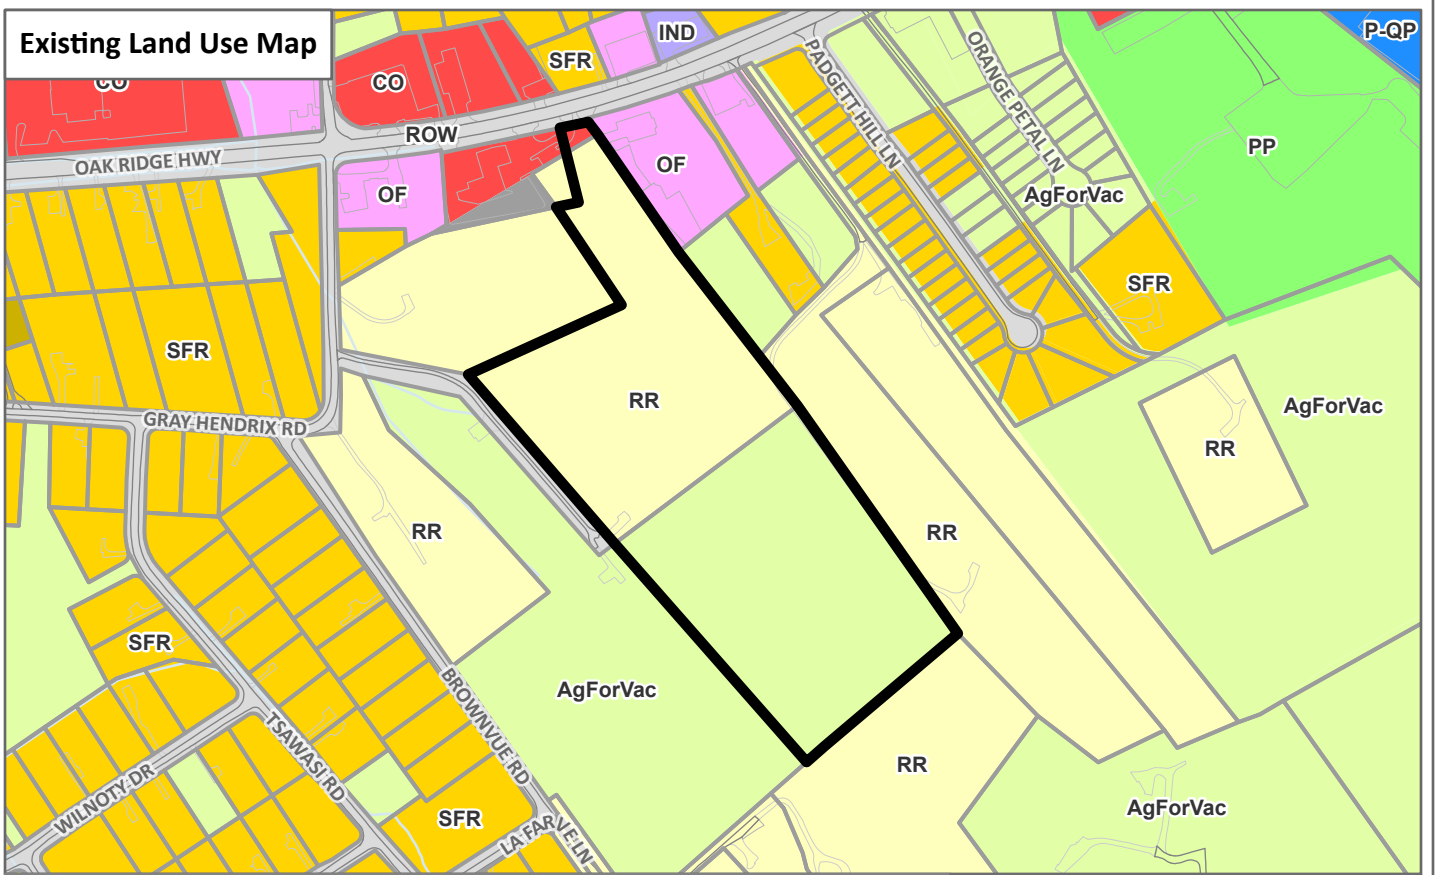 Existing Land Use Map
IND
P-QP
SFR
CO
CO
ROW
PADGETT HILL LN
ORANGE PETAL LN
PP
OAK RIDGE HWY
OF
OF
AgForVac
SFR
SFR
RR
AgForVac
GRAY HENDRIX RD
RR
RR
RR
SFR
AgForVac
BROWNVUE RD
TSAWASI RD
RR
WILNOTY DR
AgForVac
SFR
LA FARVE LN